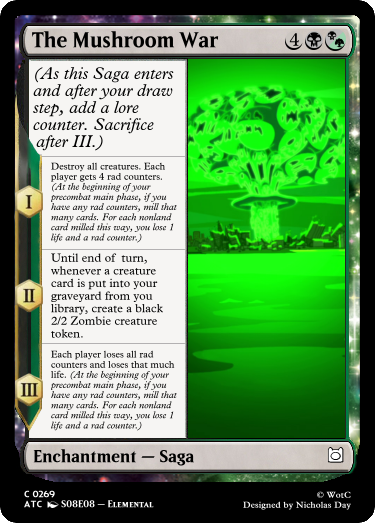 The Mushroom War 4
(As this Saga enters
and after your draw
step, add a lore
counter. Sacrifice
after III.)
I
Destroy all creatures. Each
player gets 4 rad counters.
(At the beginning of your
precombat main phase, if you
have any rad counters, mill that
many cards. For each nonland
card milled this way, you lose 1
life and a rad counter.)
II
Until end of turn,
whenever a creature
card is put into your
graveyard from you
library, create a black
2/2 Zombie creature
token.
III
Each player loses all rad
counters and loses that much
life. (At the beginning of your
precombat main phase, if you
have any rad counters, mill that
many cards. For each nonland
card milled this way, you lose 1
life and a rad counter.)
Enchantment — Saga
C 0269
ATC S08E08 – Elemental
© WotC
Designed by Nicholas Day